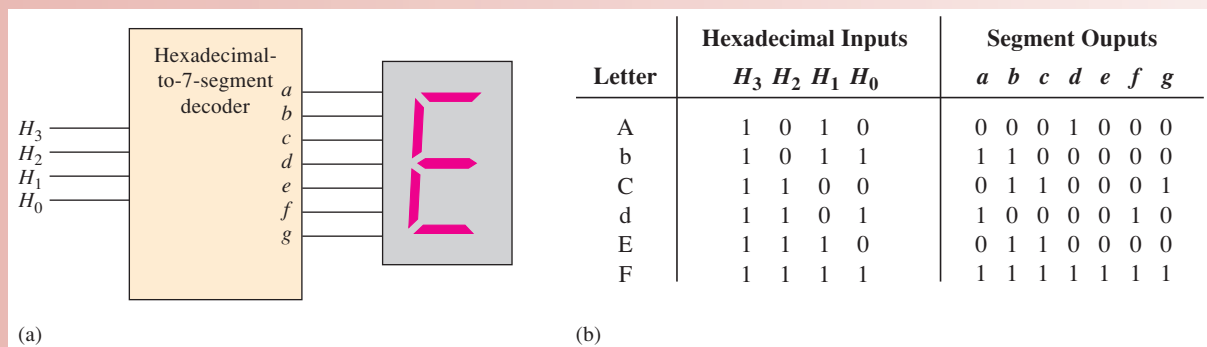 Hexadecimal-
to-7-segment
decoder
H3
H2
H1
H0
a
b
c
d
e
f
g
E
(a)
Hexadecimal Inputs Segment Ouputs
Letter H3 H2 H1 H0 a b c d e f g
A 1 0 1 0 0 0 0 1 0 0 0
b 1 0 1 1 1 1 0 0 0 0 0
C 1 1 0 0 0 1 1 0 0 0 1
d 1 1 0 1 1 0 0 0 0 1 0
E 1 1 1 0 0 1 1 0 0 0 0
F 1 1 1 1 1 1 1 1 1 1 1
(b)